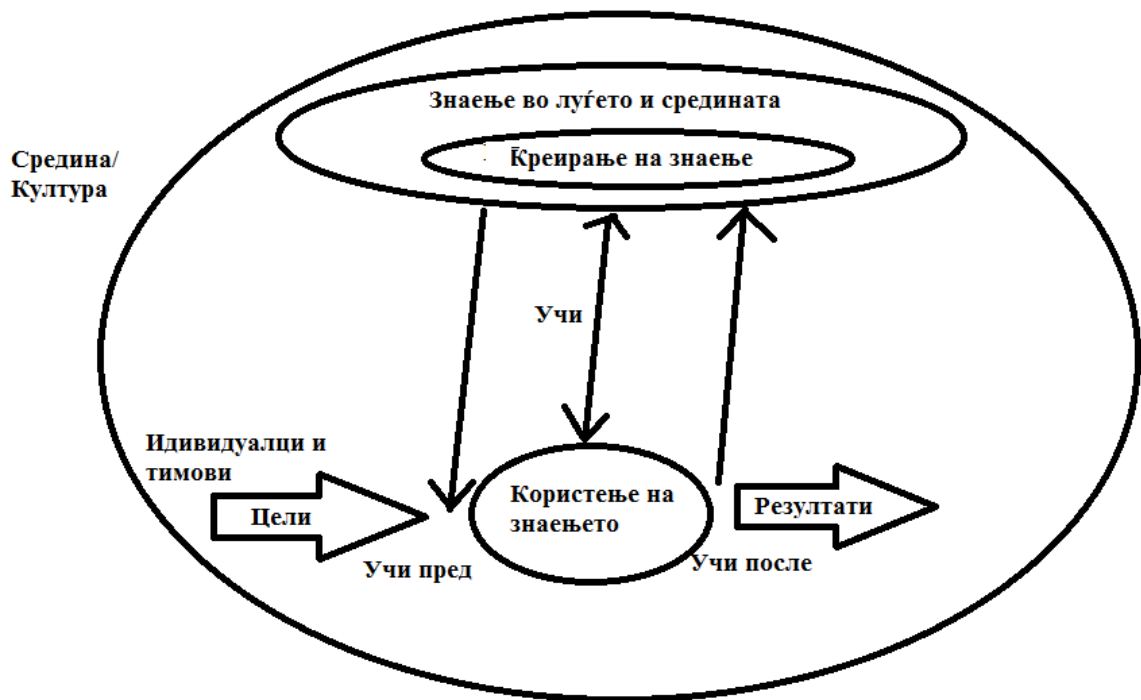 Знаење во луѓето и средината
Креирање на знаење
Средина/
Култура
Учи
Идивидуалци и
тимови
Цели
Користење на
знаењето
Резултати
Учи пред
Учи после